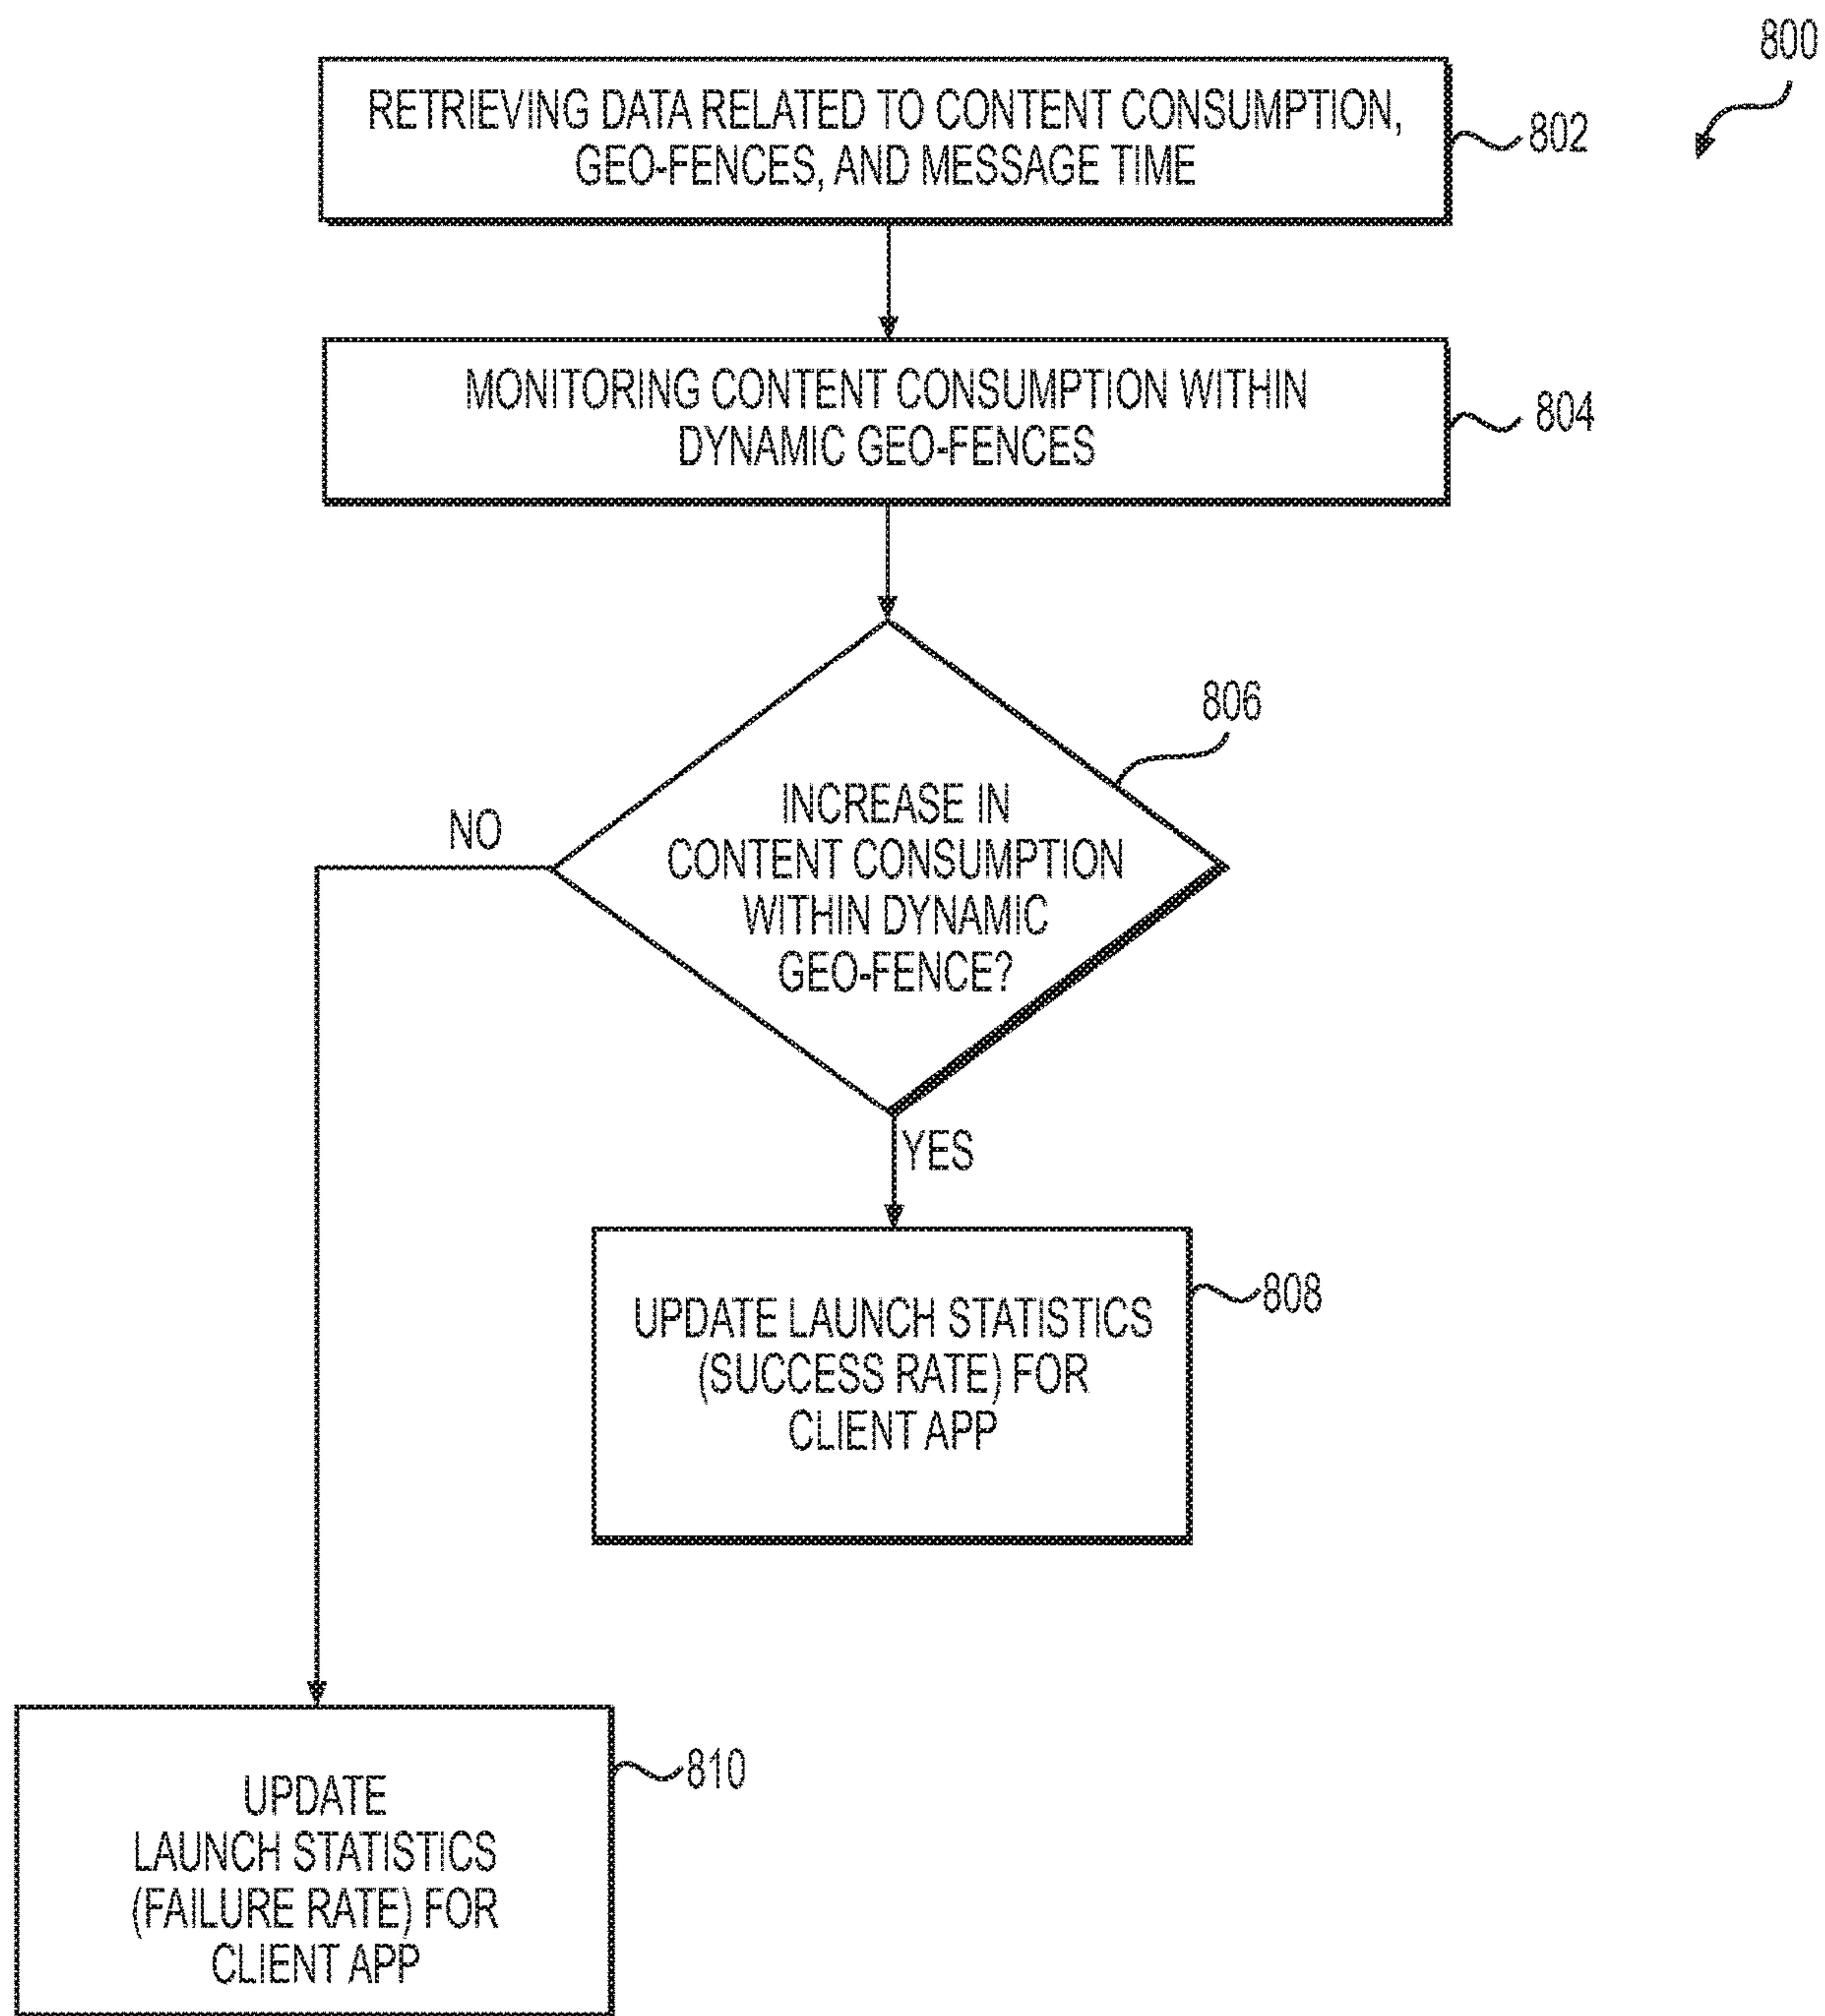 800
RETRIEVING DATA RELATED TO CONTENT CONSUMPTION,
GEO-FENCES, AND MESSAGE TIME
802
MONITORING CONTENT CONSUMPTION WITHIN
DYNAMIC GEO-FENCES
804
806
INCREASE IN
CONTENT CONSUMPTION
WITHIN DYNAMIC
GEO-FENCE?
NO
YES
UPDATE LAUNCH STATISTICS
(SUCCESS RATE) FOR
CLIENT APP
808
UPDATE
LAUNCH STATISTICS
(FAILURE RATE) FOR
CLIENT APP
810